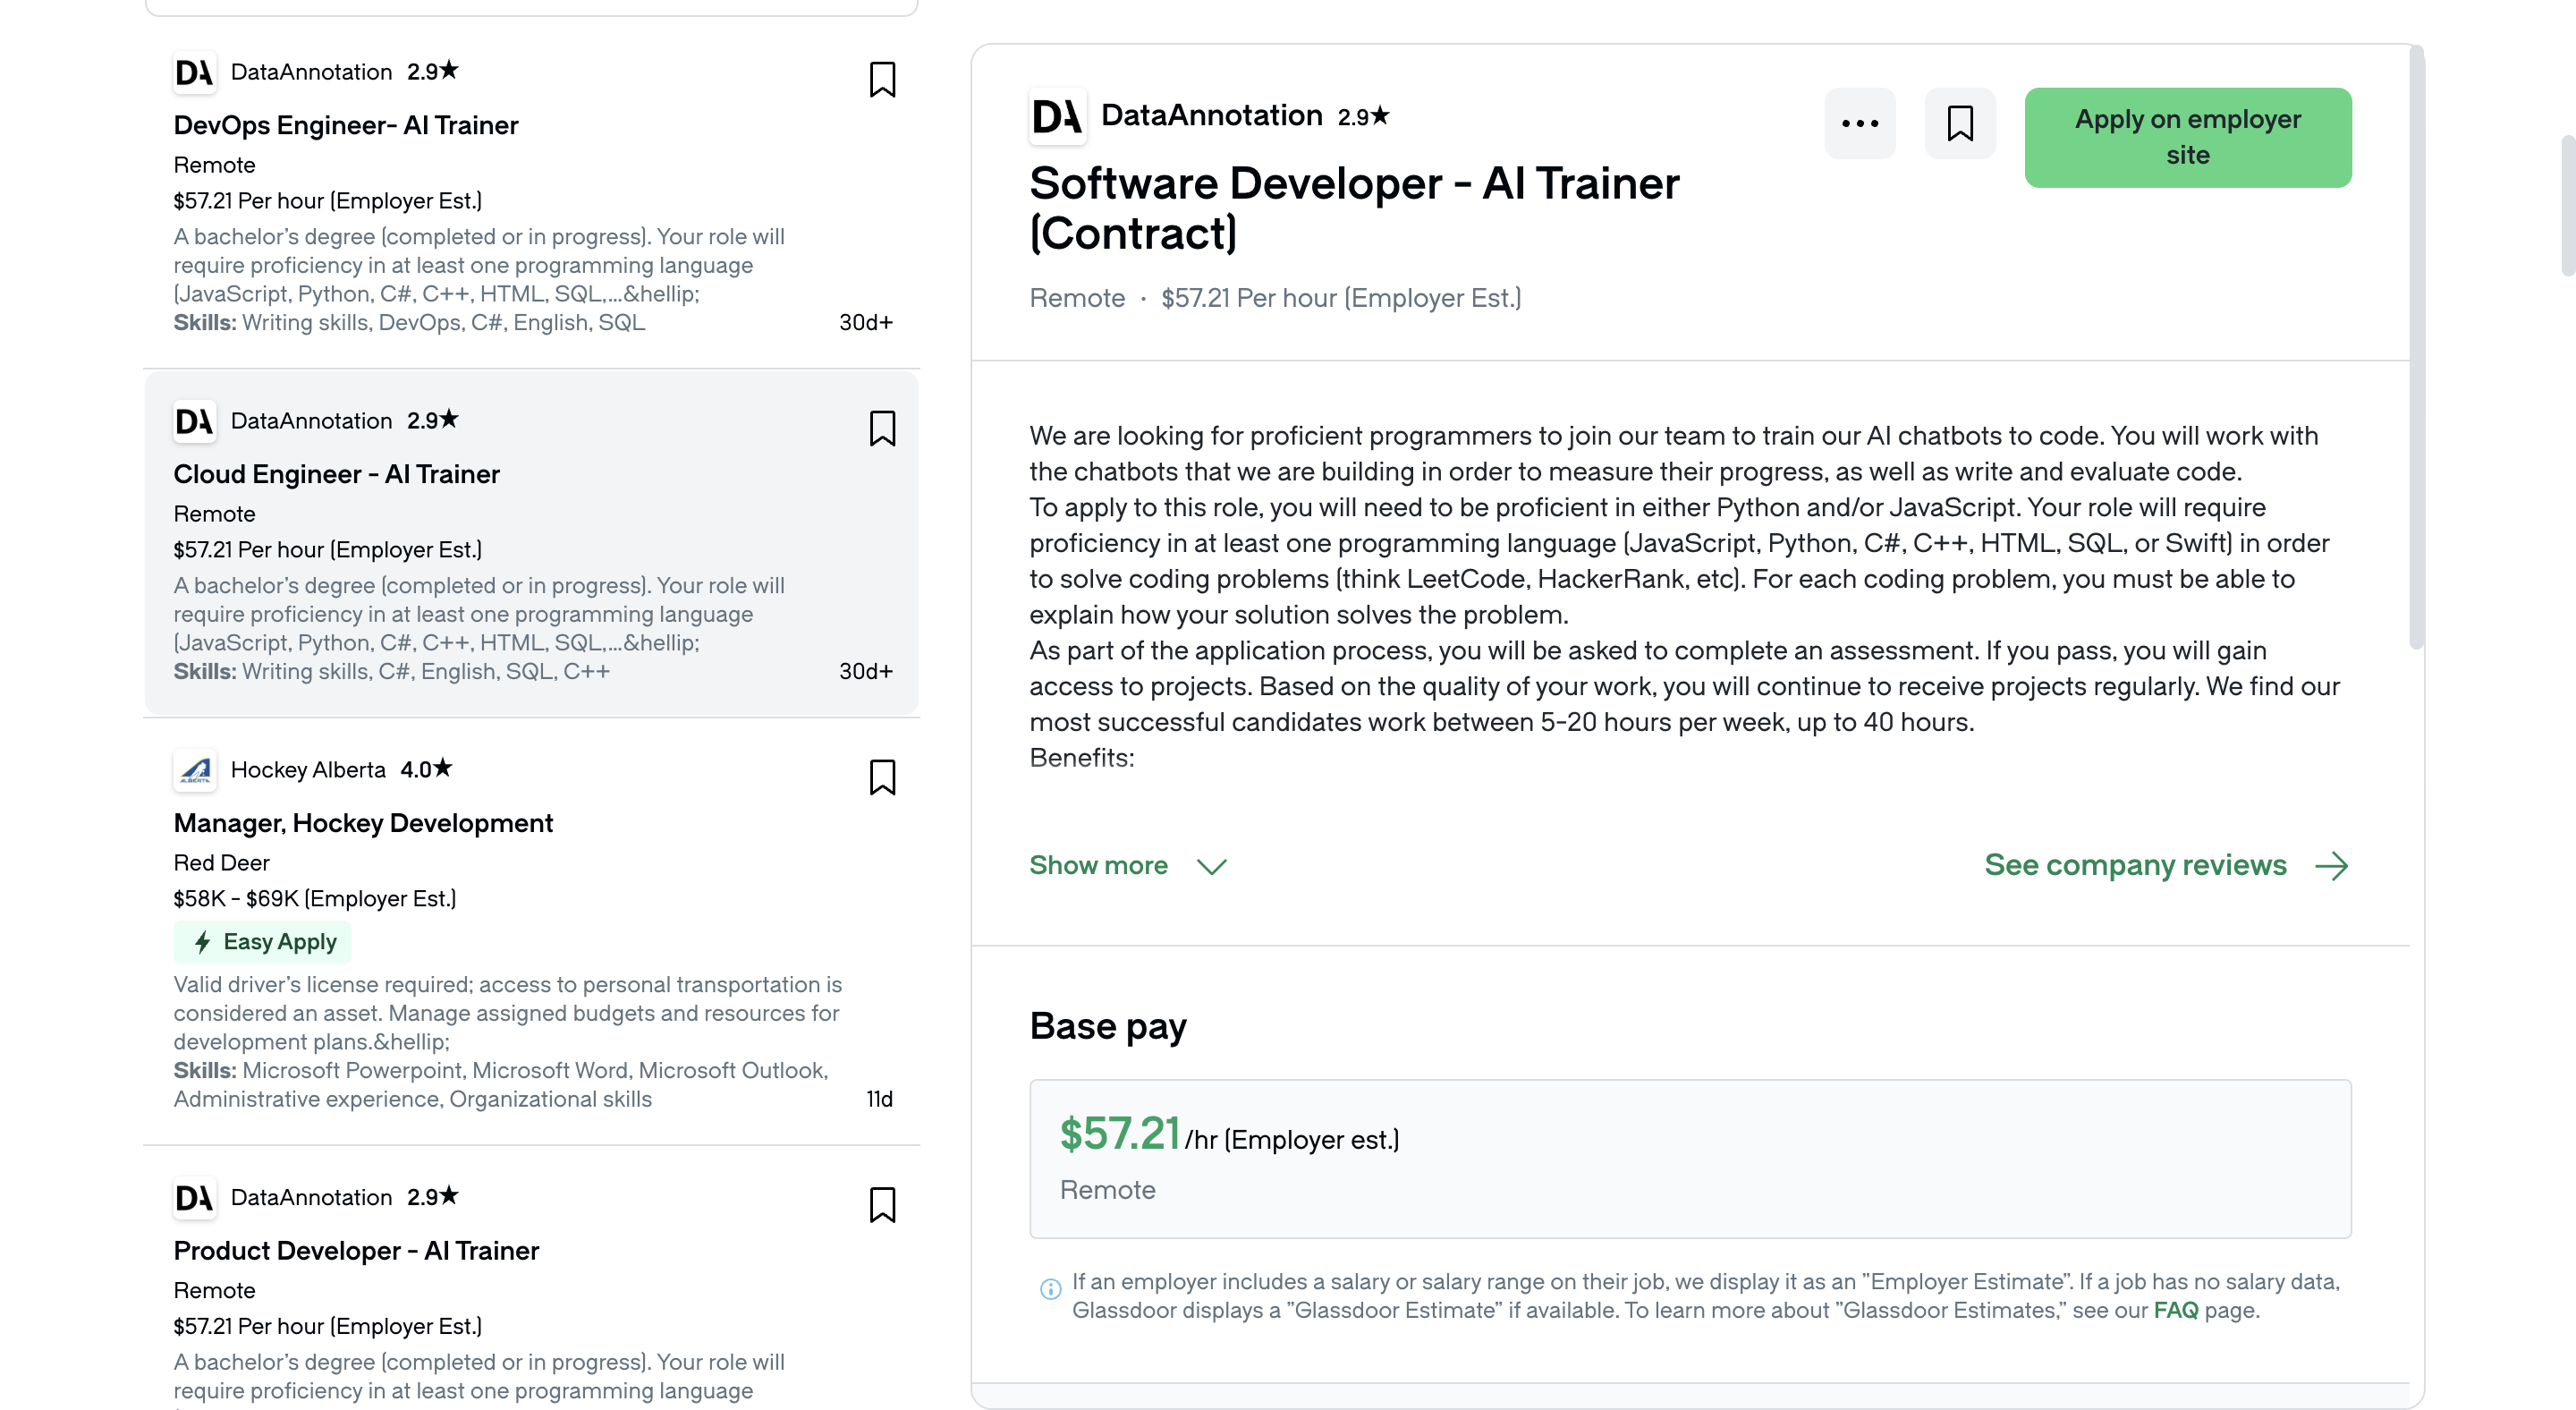 DA DataAnnotation 2.9★
DevOps Engineer- AI Trainer
Remote
$57.21 Per hour (Employer Est.)
A bachelor’s degree (completed or in progress). Your role will
require proficiency in at least one programming language
(JavaScript, Python, C#, C++, HTML, SQL,...&hellip;
Skills: Writing skills, DevOps, C#, English, SQL
30d+
DA DataAnnotation 2.9★
Cloud Engineer - AI Trainer
Remote
$57.21 Per hour (Employer Est.)
A bachelor’s degree (completed or in progress). Your role will
require proficiency in at least one programming language
(JavaScript, Python, C#, C++, HTML, SQL,...&hellip;
Skills: Writing skills, C#, English, SQL, C++
30d+
ALBERTA Hockey Alberta 4.0★
Manager, Hockey Development
Red Deer
$58K - $69K (Employer Est.)
Easy Apply
Valid driver’s license required; access to personal transportation is
considered an asset. Manage assigned budgets and resources for
development plans.&hellip;
Skills: Microsoft Powerpoint, Microsoft Word, Microsoft Outlook,
Administrative experience, Organizational skills
11d
DA DataAnnotation 2.9★
Product Developer - AI Trainer
Remote
$57.21 Per hour (Employer Est.)
A bachelor’s degree (completed or in progress). Your role will
require proficiency in at least one programming language
DA DataAnnotation 2.9★
Apply on employer
site
Software Developer - AI Trainer
(Contract)
Remote · $57.21 Per hour (Employer Est.)
We are looking for proficient programmers to join our team to train our AI chatbots to code. You will work with
the chatbots that we are building in order to measure their progress, as well as write and evaluate code.
To apply to this role, you will need to be proficient in either Python and/or JavaScript. Your role will require
proficiency in at least one programming language (JavaScript, Python, C#, C++, HTML, SQL, or Swift) in order
to solve coding problems (think LeetCode, HackerRank, etc). For each coding problem, you must be able to
explain how your solution solves the problem.
As part of the application process, you will be asked to complete an assessment. If you pass, you will gain
access to projects. Based on the quality of your work, you will continue to receive projects regularly. We find our
most successful candidates work between 5-20 hours per week, up to 40 hours.
Benefits:
Show more
See company reviews
Base pay
$57.21 /hr (Employer est.)
Remote
If an employer includes a salary or salary range on their job, we display it as an ”Employer Estimate”. If a job has no salary data,
Glassdoor displays a ”Glassdoor Estimate” if available. To learn more about ”Glassdoor Estimates,” see our FAQ page.